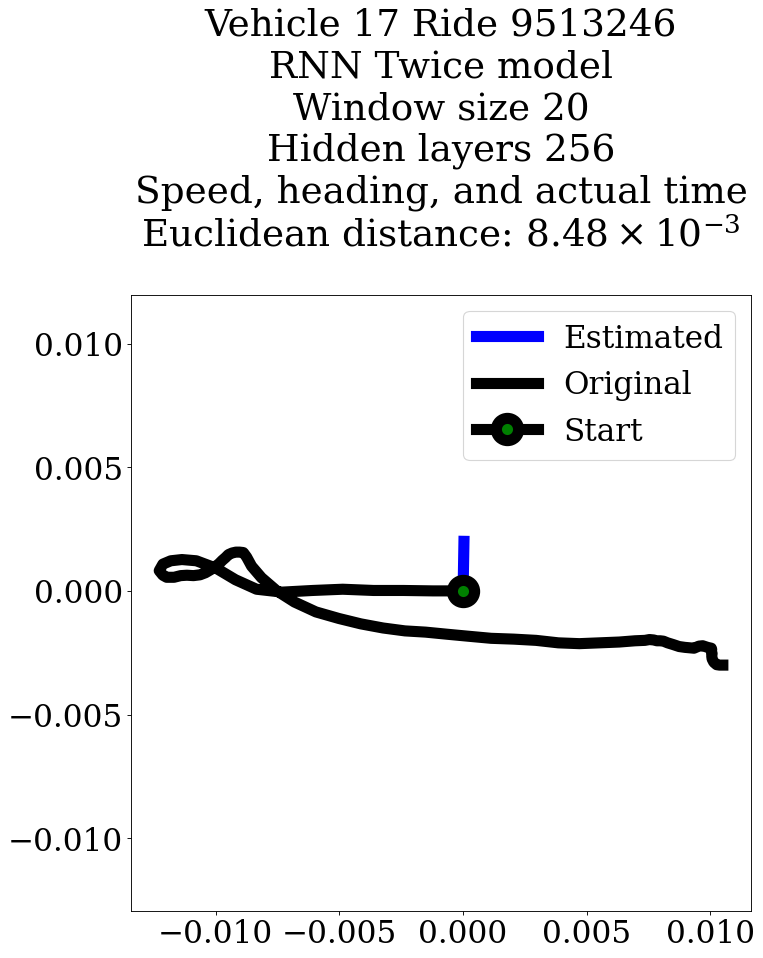 Vehicle 17 Ride 9513246
RNN Twice model
Window size 20
Hidden layers 256
Speed, heading, and actual time
Euclidean distance: 8.48 × 10⁻³
Estimated
Original
Start
0.010
0.005
0.000
−0.005
−0.010
−0.010 −0.005 0.000 0.005 0.010